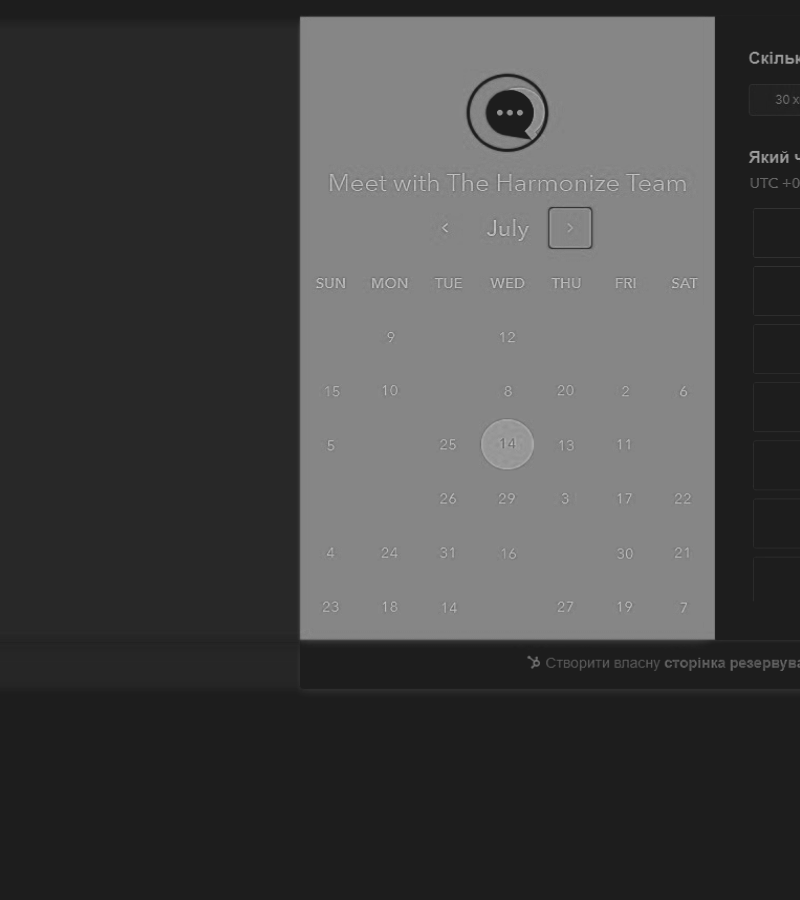 Meet with The Harmonize Team
July
SUN MON TUE WED THU FRI SAT
9 12
15 10 8 20 2 6
5 25 14 13 11
26 29 3 17 22
4 24 31 16 30 21
23 18 14 27 19 7
Скільк
30 х
Який ч
UTC +0
Створити власну сторінка резервува